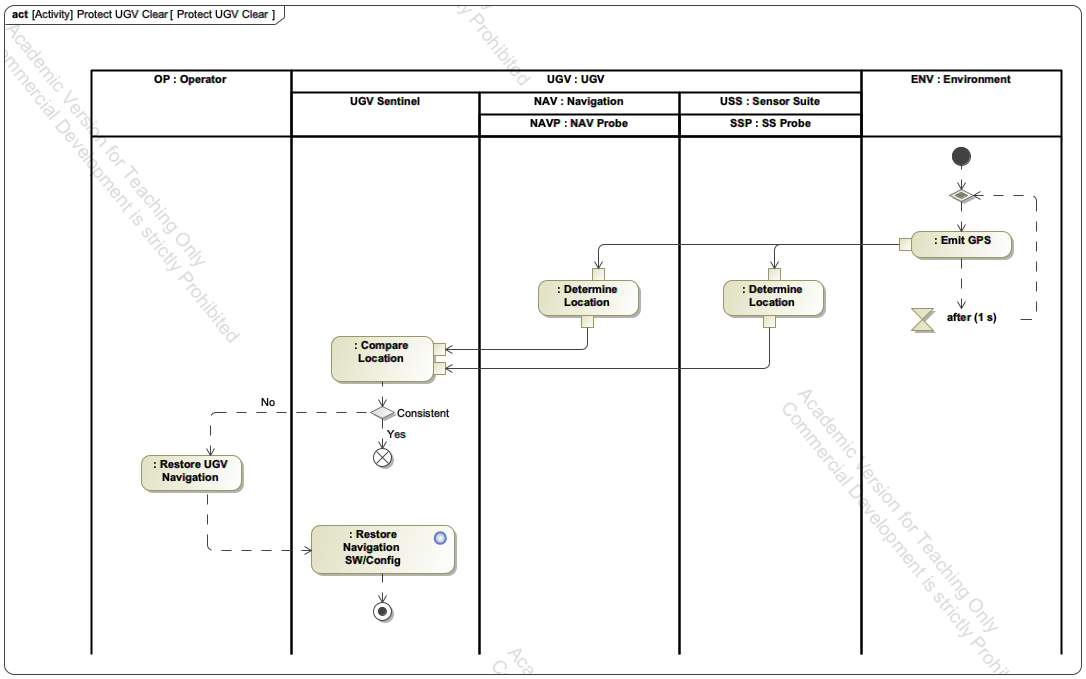 act [Activity] Protect UGV Clear[ Protect UGV Clear ]
OP : Operator
UGV : UGV
ENV : Environment
UGV Sentinel
NAV : Navigation
USS : Sensor Suite
NAVP : NAV Probe
SSP : SS Probe
: Emit GPS
: Determine
Location
: Determine
Location
after (1 s)
: Compare
Location
No
Consistent
Yes
: Restore UGV
Navigation
: Restore
Navigation
SW/Config
Academic Version for Teaching Only
Commercial Development is strictly Prohibited
y Prohibited
Academic Version for Teaching Only
Commercial Development is strictly Prohi
Aca
C